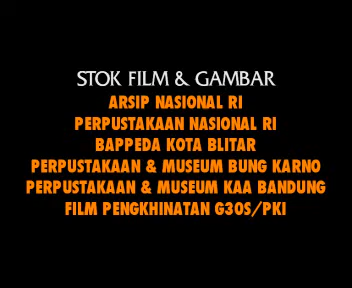 STOK FILM & GAMBAR
ARSIP NASIONAL RI
PERPUSTAKAAN NASIONAL RI
BAPPEDA KOTA BLITAR
PERPUSTAKAAN & MUSEUM BUNG KARNO
PERPUSTAKAAN & MUSEUM KAA BANDUNG
FILM PENGKHINATAN G30S/PKI